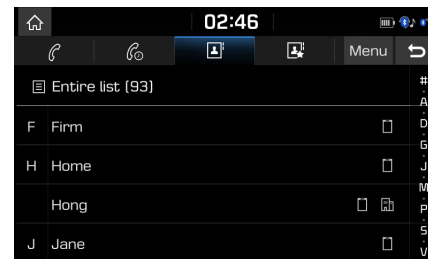 02:46
Menu
Entire list (93)
F Firm
H Home
Hong
J Jane
#
A
D
G
J
M
P
S
V